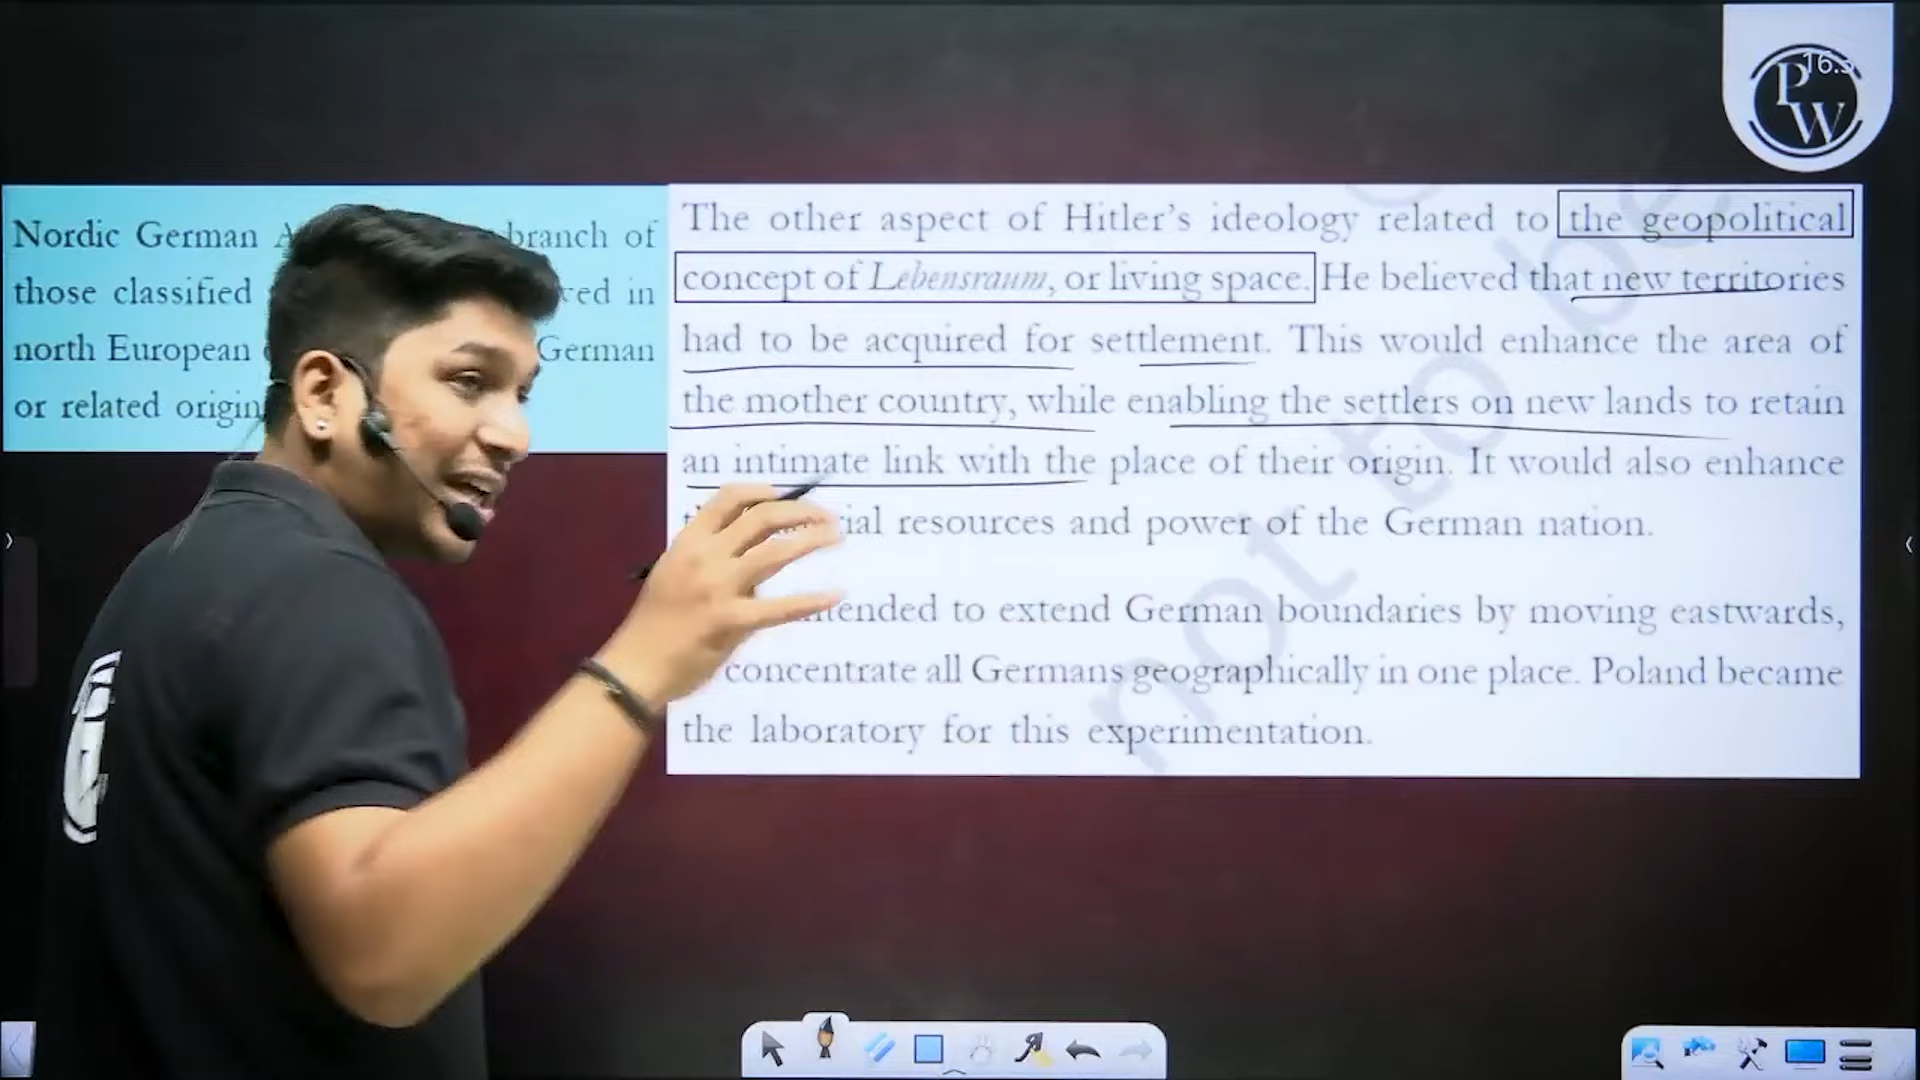 P 16.
W
Nordic German branch of
those classified in
north European German
or related origin
The other aspect of Hitler's ideology related to the geopolitical
concept of Lebensraum, or living space. He believed that new territories
had to be acquired for settlement. This would enhance the area of
the mother country, while enabling the settlers on new lands to retain
an intimate link with the place of their origin. It would also enhance
resources and power of the German nation.
to extend German boundaries by moving eastwards,
concentrate all Germans geographically in one place. Poland became
the laboratory for this experimentation.
not to be